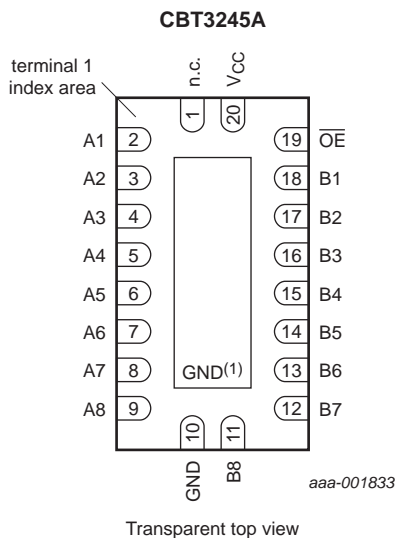 CBT3245A
terminal 1
index area
n.c.
VCC
1
20
A1 2 19 OE
A2 3 18 B1
A3 4 17 B2
A4 5 16 B3
A5 6 15 B4
A6 7 14 B5
A7 8 GND(1) 13 B6
A8 9 12 B7
10
11
GND
B8
aaa-001833
Transparent top view